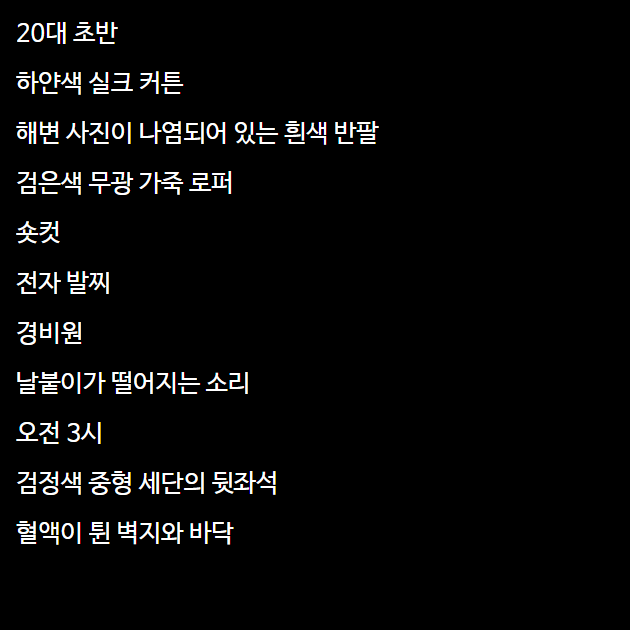 20대 초반
하얀색 실크 커튼
해변 사진이 나염되어 있는 흰색 반팔
검은색 무광 가죽 로퍼
숏컷
전자 발찌
경비원
날붙이가 떨어지는 소리
오전 3시
검정색 중형 세단의 뒷좌석
혈액이 튄 벽지와 바닥